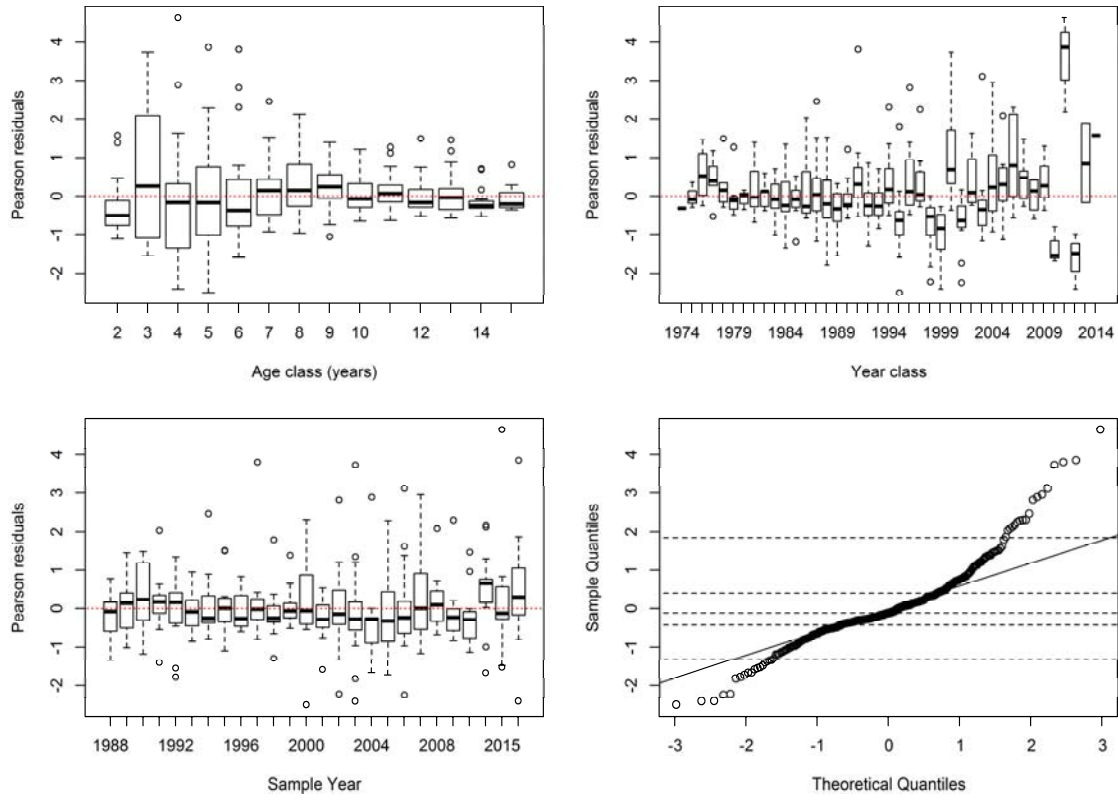 Pearson residuals
4
3
2
1
0
-1
-2
2 3 4 5 6 7 8 9 10 12 14
Age class (years)
Pearson residuals
4
3
2
1
0
-1
-2
1974 1979 1984 1989 1994 1999 2004 2009 2014
Year class
Pearson residuals
4
3
2
1
0
-1
-2
1988 1992 1996 2000 2004 2008 2015
Sample Year
Sample Quantiles
4
3
2
1
0
-1
-2
-3 -2 -1 0 1 2 3
Theoretical Quantiles